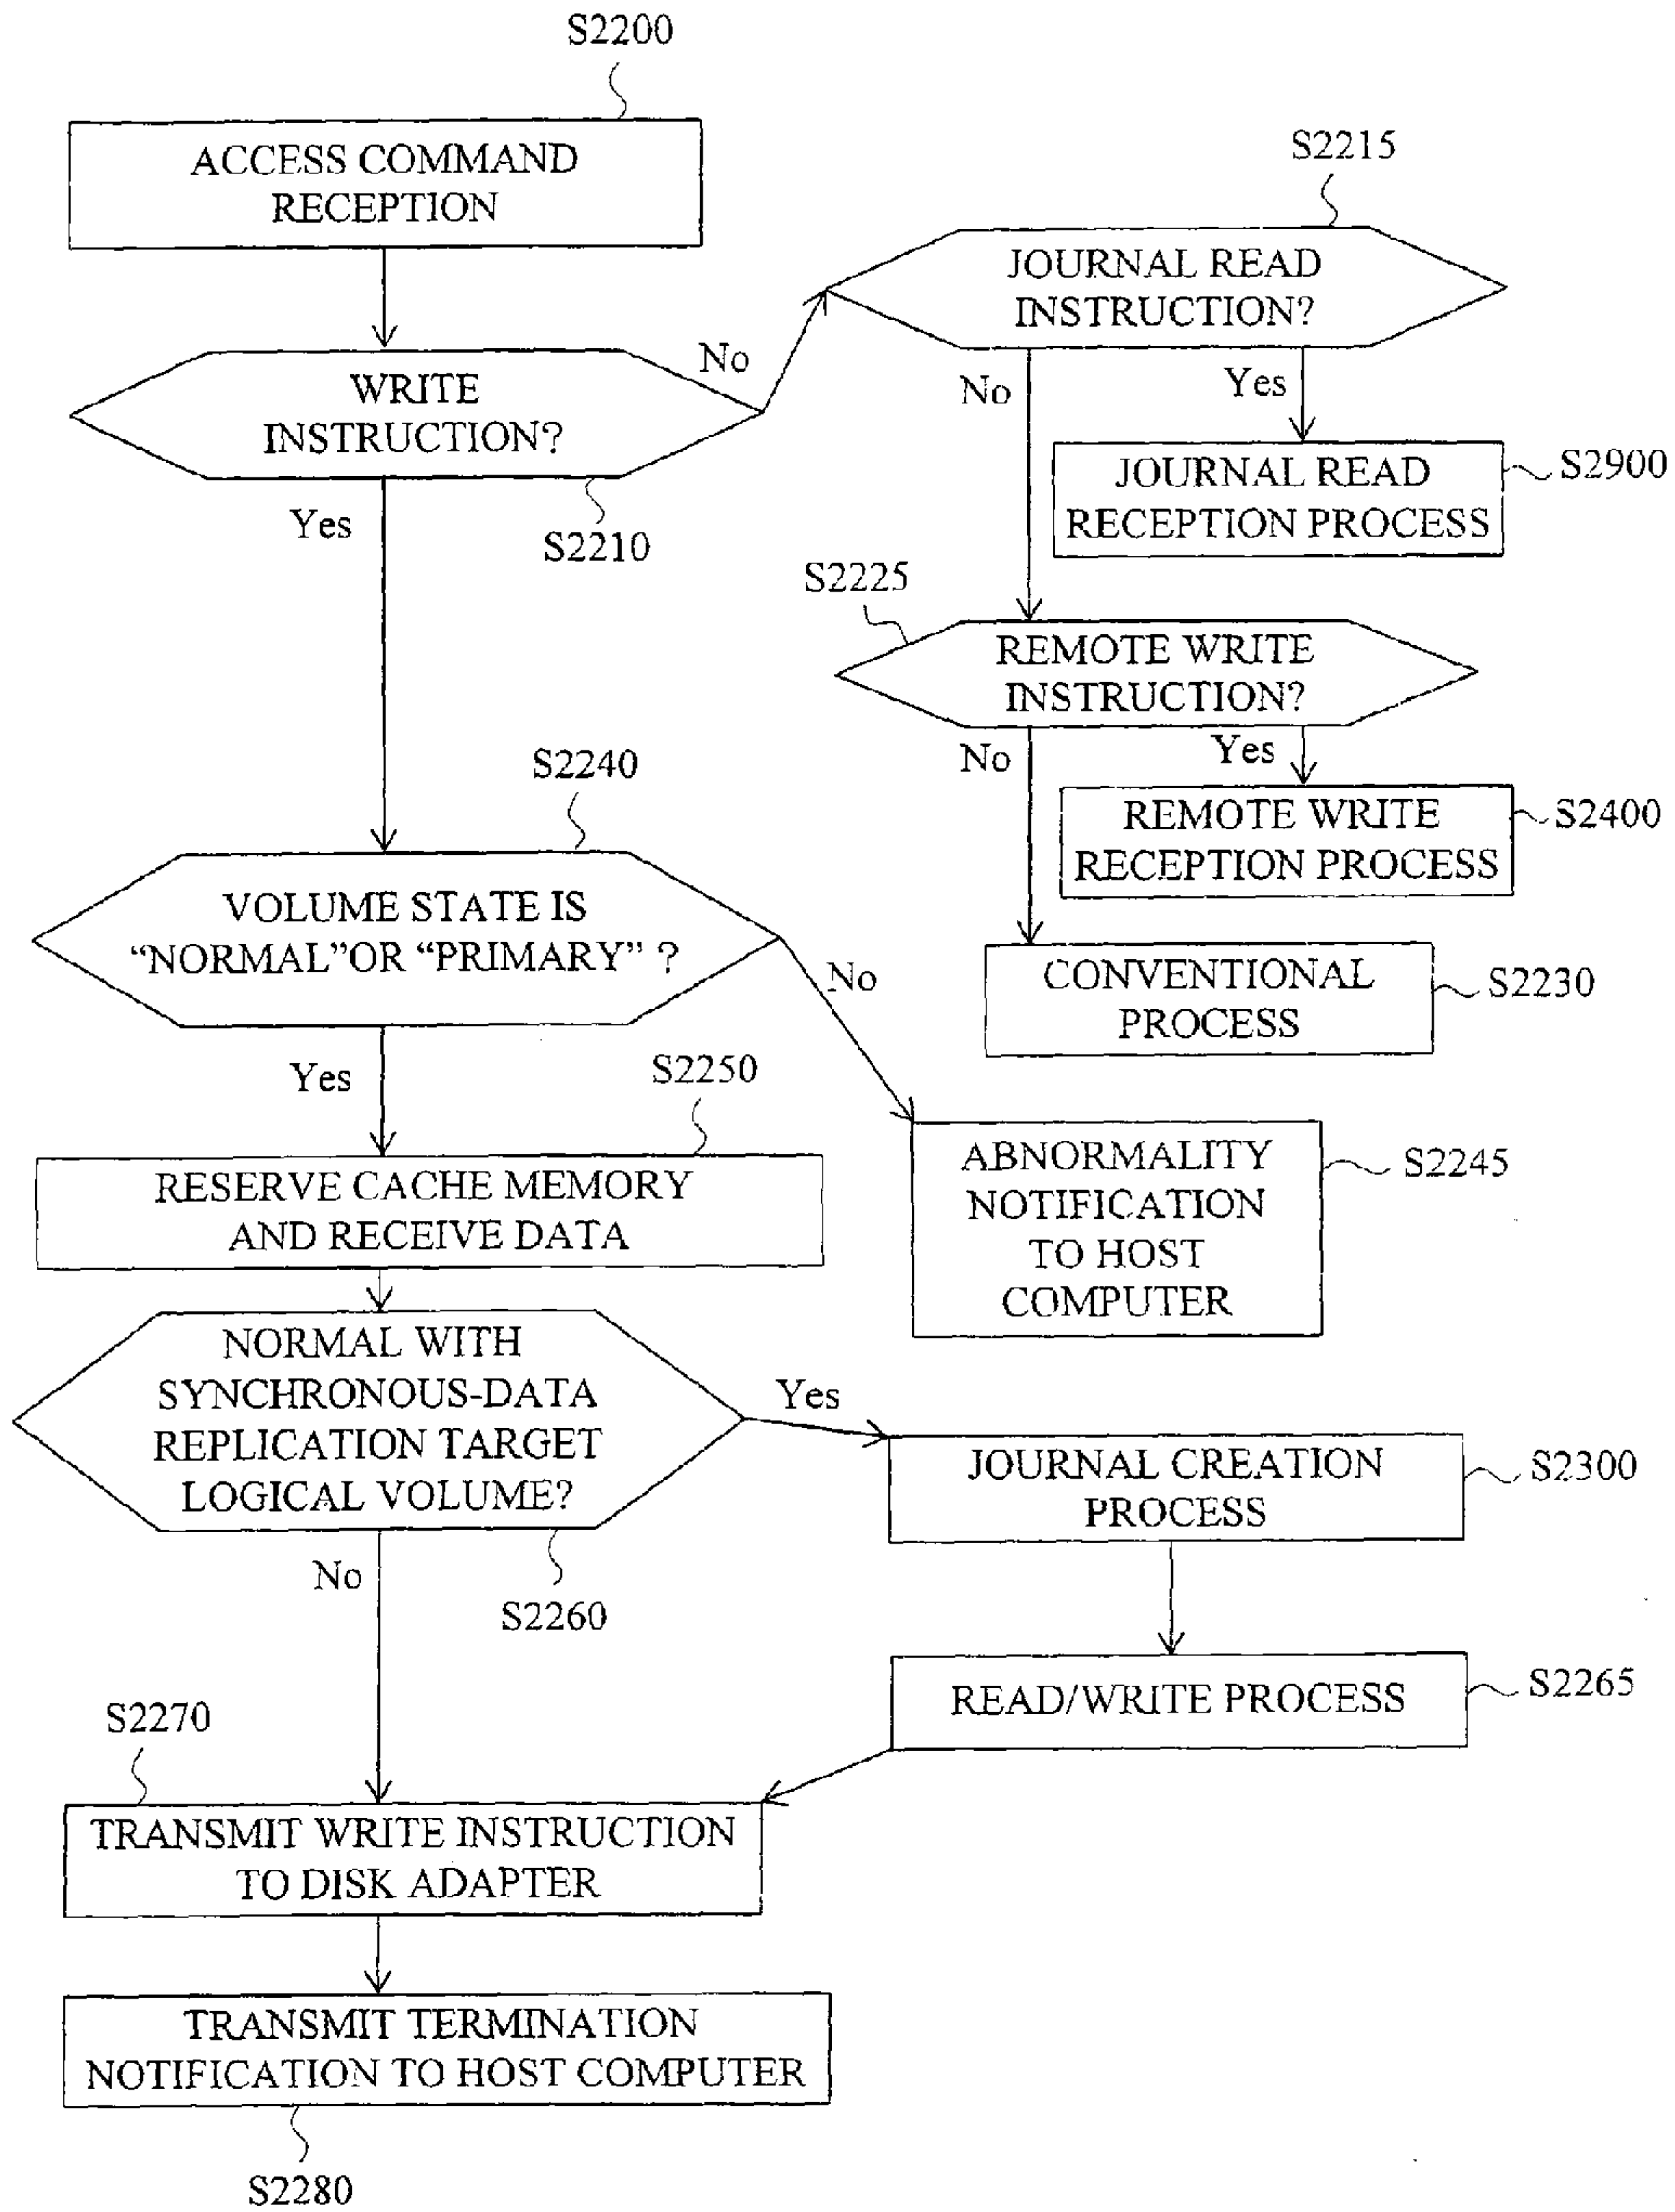 S2200
ACCESS COMMAND
RECEPTION
S2215
JOURNAL READ
INSTRUCTION?
No
WRITE
INSTRUCTION?
No
Yes
JOURNAL READ
RECEPTION PROCESS
S2900
Yes
S2210
S2225
REMOTE WRITE
INSTRUCTION?
No
Yes
S2240
REMOTE WRITE
RECEPTION PROCESS
S2400
VOLUME STATE IS
“NORMAL”OR “PRIMARY” ?
No
CONVENTIONAL
PROCESS
S2230
Yes
S2250
RESERVE CACHE MEMORY
AND RECEIVE DATA
ABNORMALITY
NOTIFICATION
TO HOST
COMPUTER
S2245
NORMAL WITH
SYNCHRONOUS-DATA
REPLICATION TARGET
LOGICAL VOLUME?
Yes
JOURNAL CREATION
PROCESS
S2300
No
S2260
READ/WRITE PROCESS
S2265
S2270
TRANSMIT WRITE INSTRUCTION
TO DISK ADAPTER
TRANSMIT TERMINATION
NOTIFICATION TO HOST COMPUTER
S2280